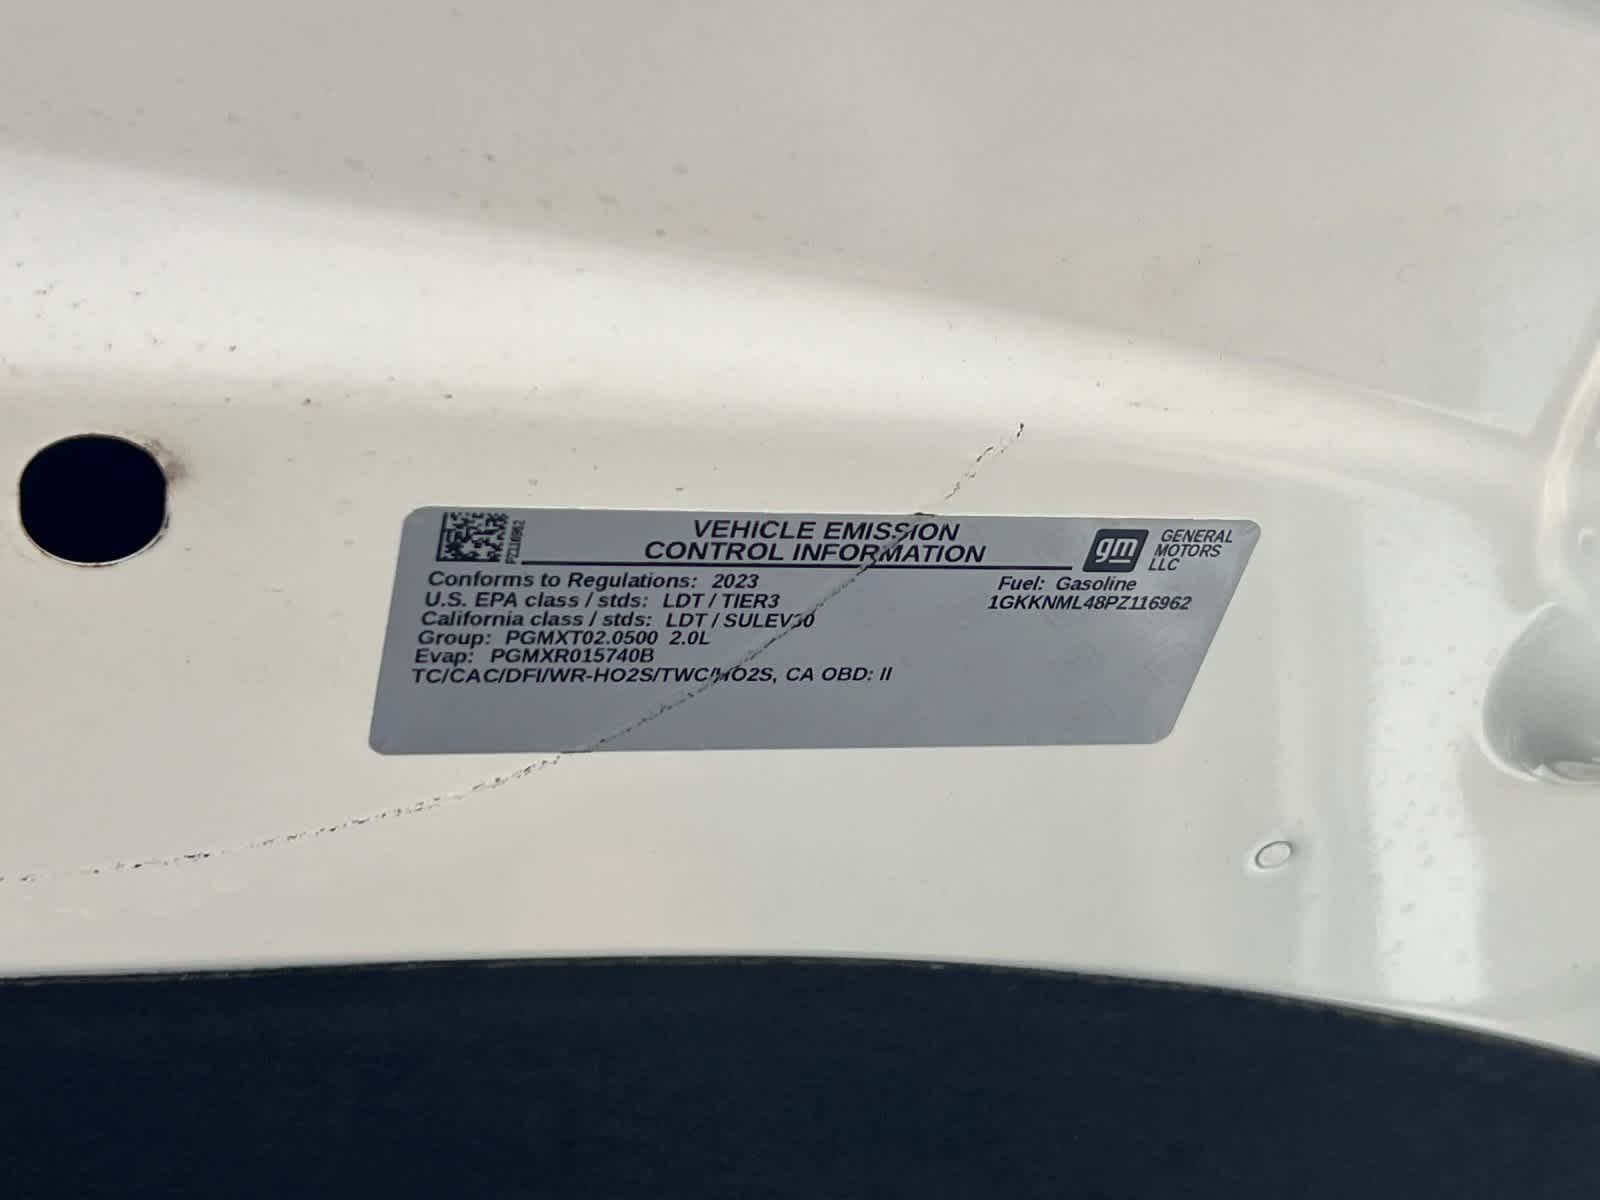 PZ116962
VEHICLE EMISSION
CONTROL INFORMATION
gm
GENERAL
MOTORS
LLC
Conforms to Regulations: 2023
U.S. EPA class / stds: LDT / TIER3
California class / stds: LDT / SULEV30
Group: PGMXT02.0500 2.0L
Evap: PGMXR015740B
TC/CAC/DFI/WR-HO2S/TWC/HO2S, CA OBD: II
Fuel: Gasoline
1GKKNML48PZ116962